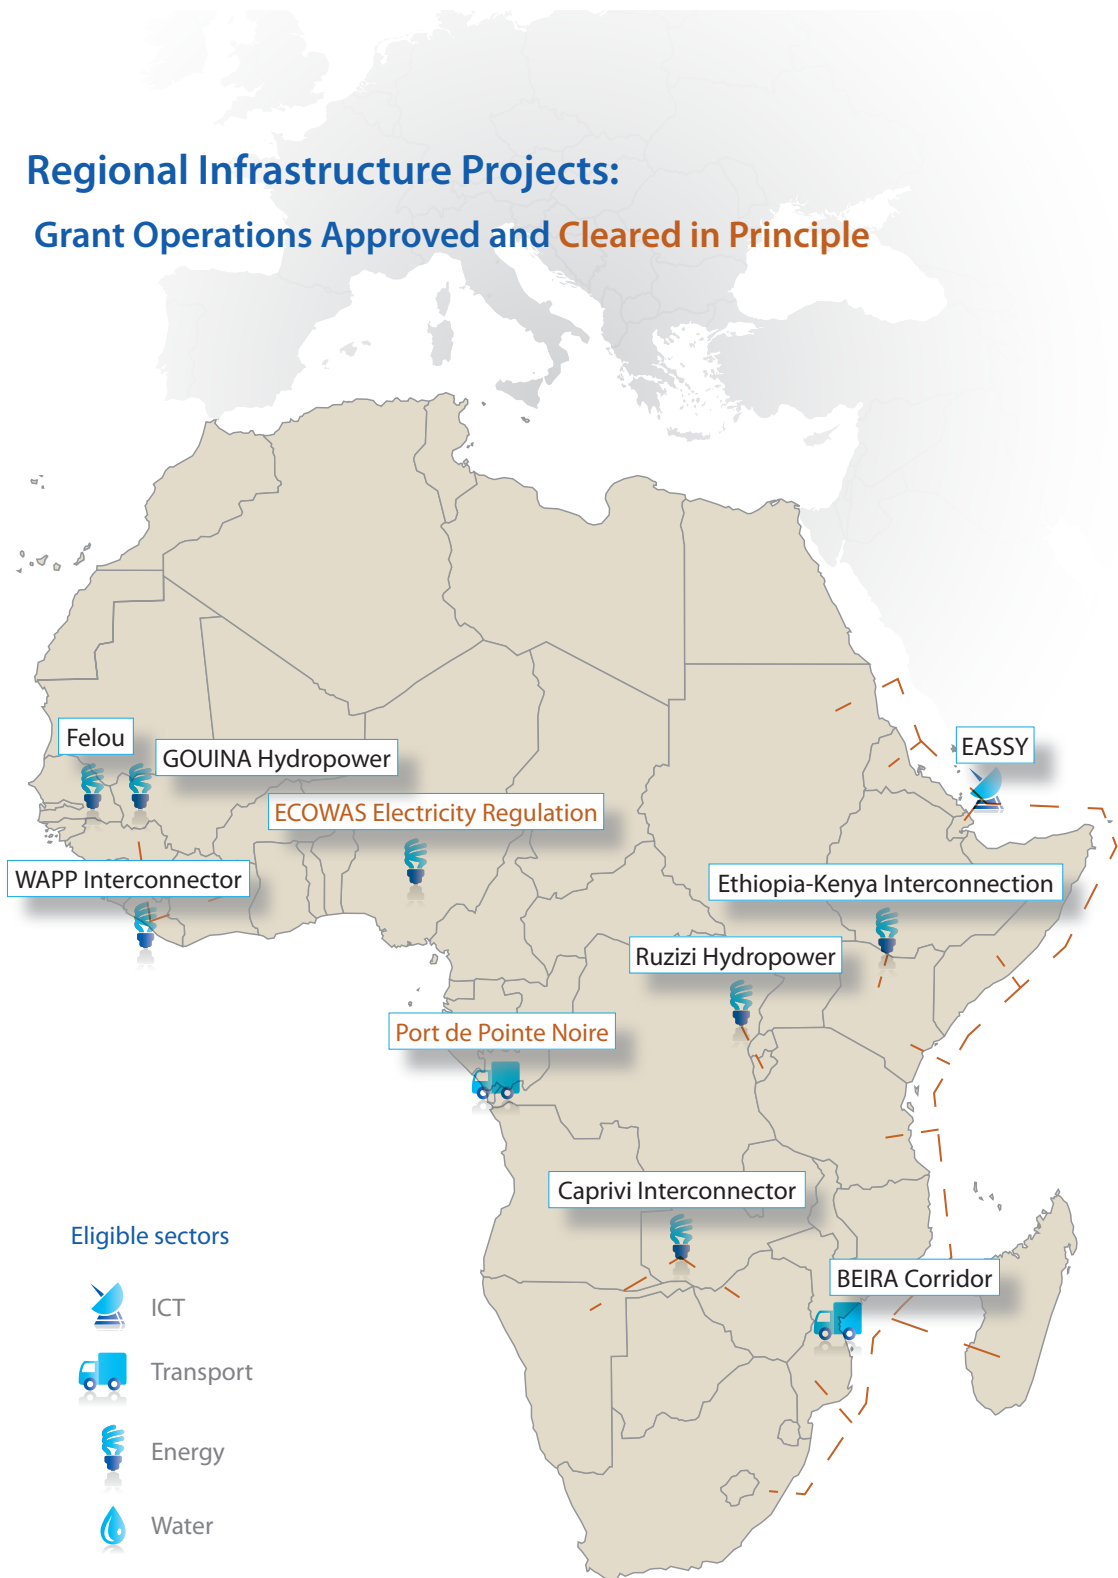 Regional Infrastructure Projects:
Grant Operations Approved and Cleared in Principle
Felou
GOUINA Hydropower
EASSY
ECOWAS Electricity Regulation
WAPP Interconnector
Ethiopia-Kenya Interconnection
Ruzizi Hydropower
Port de Pointe Noire
Caprivi Interconnector
BEIRA Corridor
Eligible sectors
ICT
Transport
Energy
Water